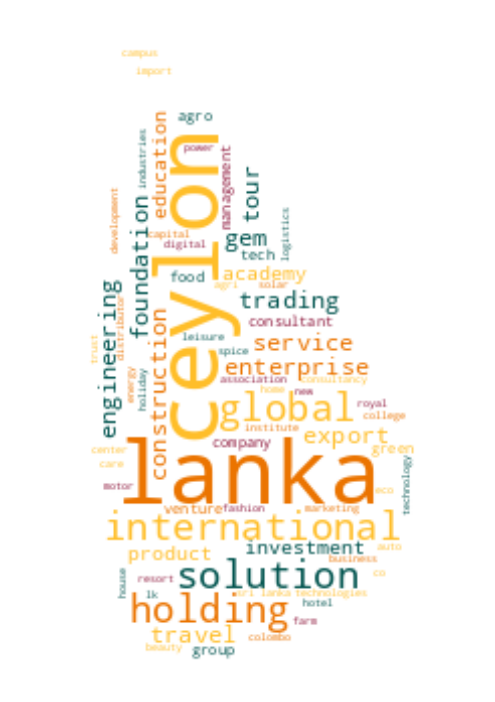 campus
import
agro
power
industries
education
ceylon
management
tour
development
foundation
capital
digital
gem
tech
logistics
food
agri
solar
academy
engineering
distributor
trading
consultant
construction
leisure
service
spice
trust
energy
holiday
enterprise
association
consultancy
home
new
global
royal
college
institute
export
company
center
care
green
lanka
motor
eco
technology
venture
fashion
marketing
international
investment
auto
product
business
solution
co
house
resort
lk
sri lanka
technologies
holding
hotel
farm
travel
colombo
beauty
group